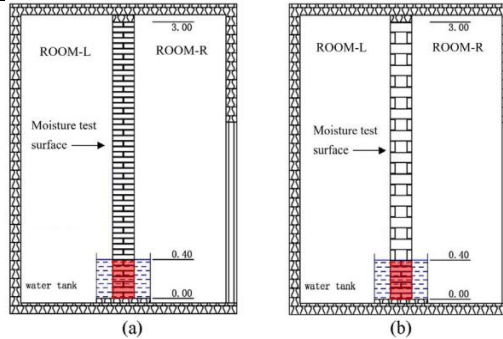 3.00
ROOM-L
ROOM-R
Moisture test
surface
0.40
water tank
0.00
(a)
3.00
ROOM-L
ROOM-R
Moisture test
surface
0.40
water tank
0.00
(b)